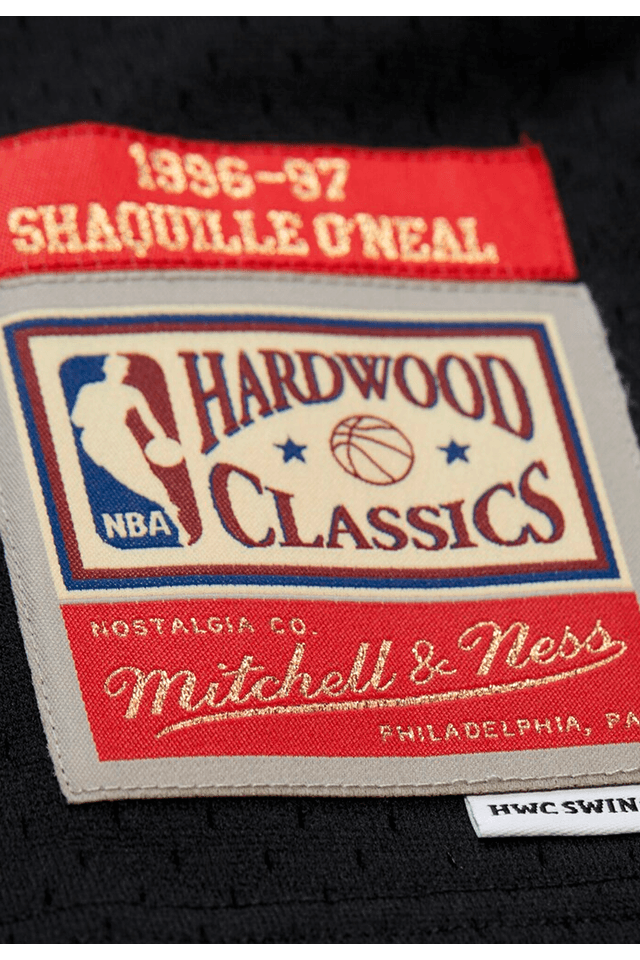 1996-97
SHAQUILLE O'NEAL
HARDWOOD
CLASSICS
NBA
NOSTALGIA CO.
Mitchell & Ness
PHILADELPHIA, PA
HWC SWIN